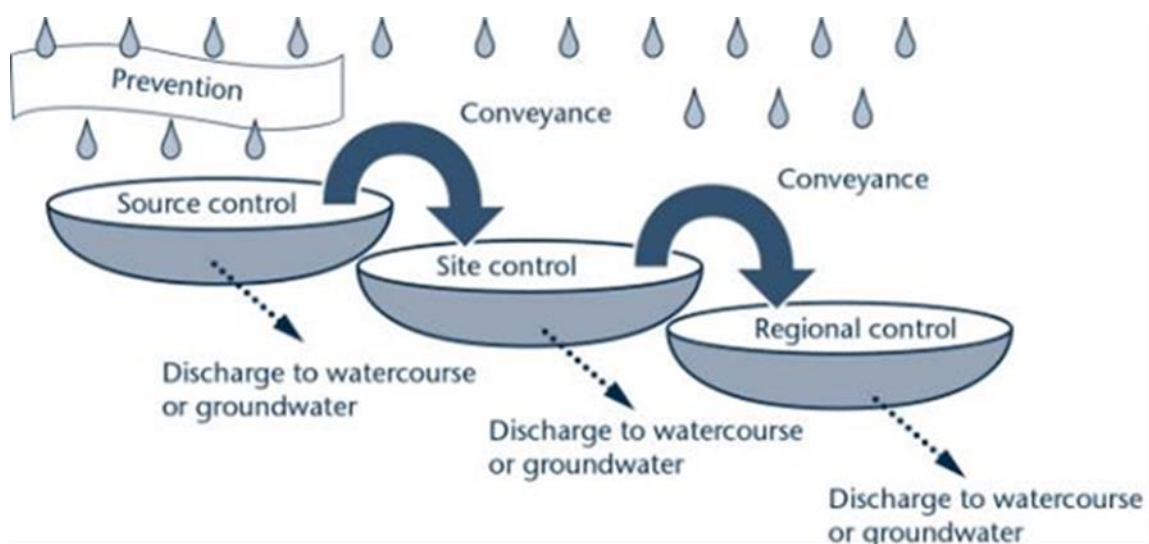 Prevention
Conveyance
Conveyance
Source control
Site control
Regional control
Discharge to watercourse
or groundwater
Discharge to watercourse
or groundwater
Discharge to watercourse
or groundwater